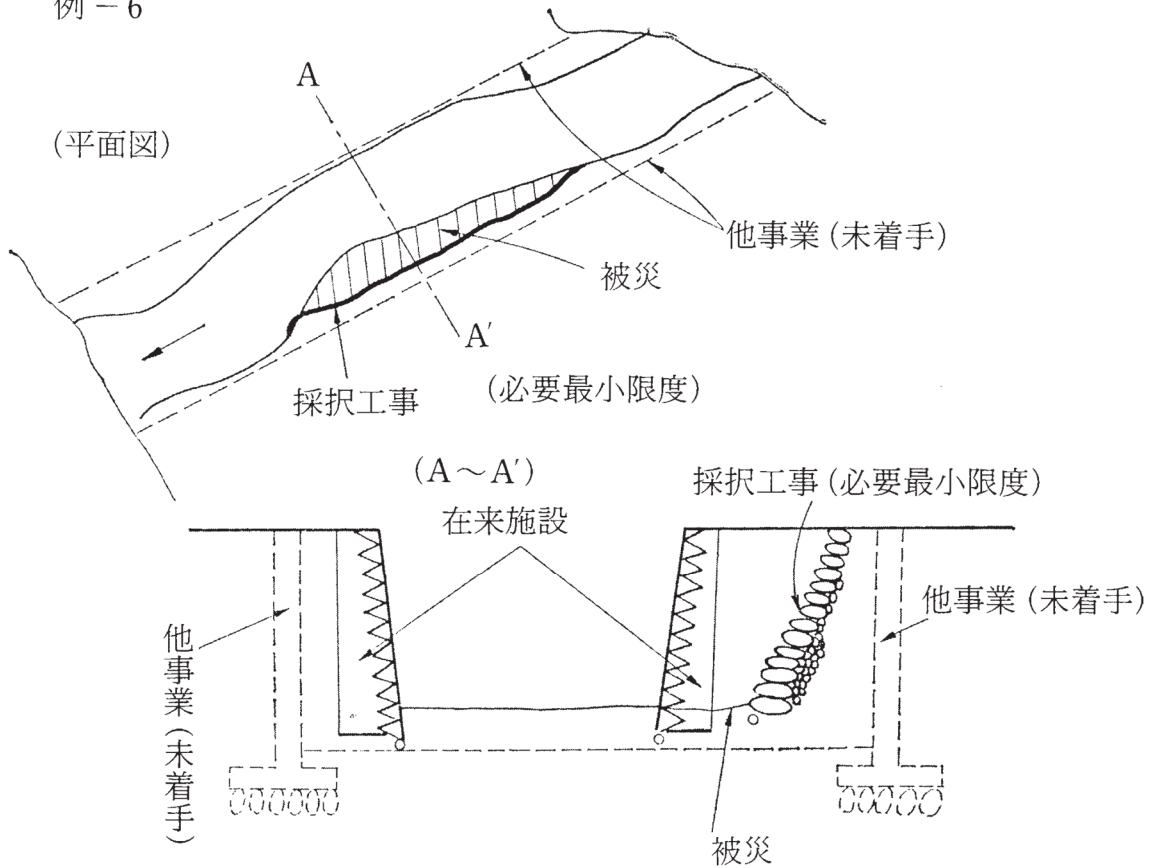 例－6
A
(平面図)
他事業(未着手)
被災
A′
採択工事
(必要最小限度)
(A～A′)
在来施設
採択工事(必要最小限度)
他事業(未着手)
他事業(未着手)
被災